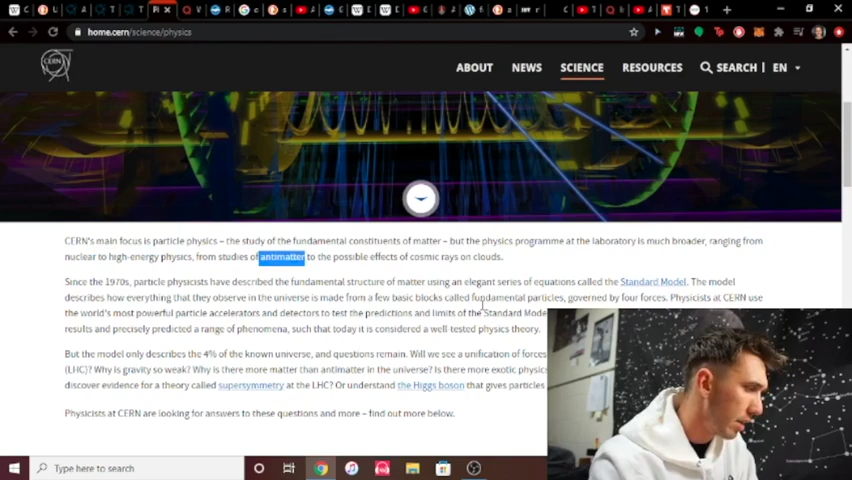 home.cern/science/physics
CERN
ABOUT NEWS SCIENCE RESOURCES SEARCH | EN
CERN's main focus is particle physics – the study of the fundamental constituents of matter – but the physics programme at the laboratory is much broader, ranging from
nuclear to high-energy physics, from studies of antimatter to the possible effects of cosmic rays on clouds.
Since the 1970s, particle physicists have described the fundamental structure of matter using an elegant series of equations called the Standard Model. The model
describes how everything that they observe in the universe is made from a few basic blocks called fundamental particles, governed by four forces. Physicists at CERN use
the world's most powerful particle accelerators and detectors to test the predictions and limits of the Standard Mode
results and precisely predicted a range of phenomena, such that today it is considered a well-tested physics theory.
But the model only describes the 4% of the known universe, and questions remain. Will we see a unification of forces
(LHC)? Why is gravity so weak? Why is there more matter than antimatter in the universe? Is there more exotic physic
discover evidence for a theory called supersymmetry at the LHC? Or understand the Higgs boson that gives particles
Physicists at CERN are looking for answers to these questions and more – find out more below.
Type here to search